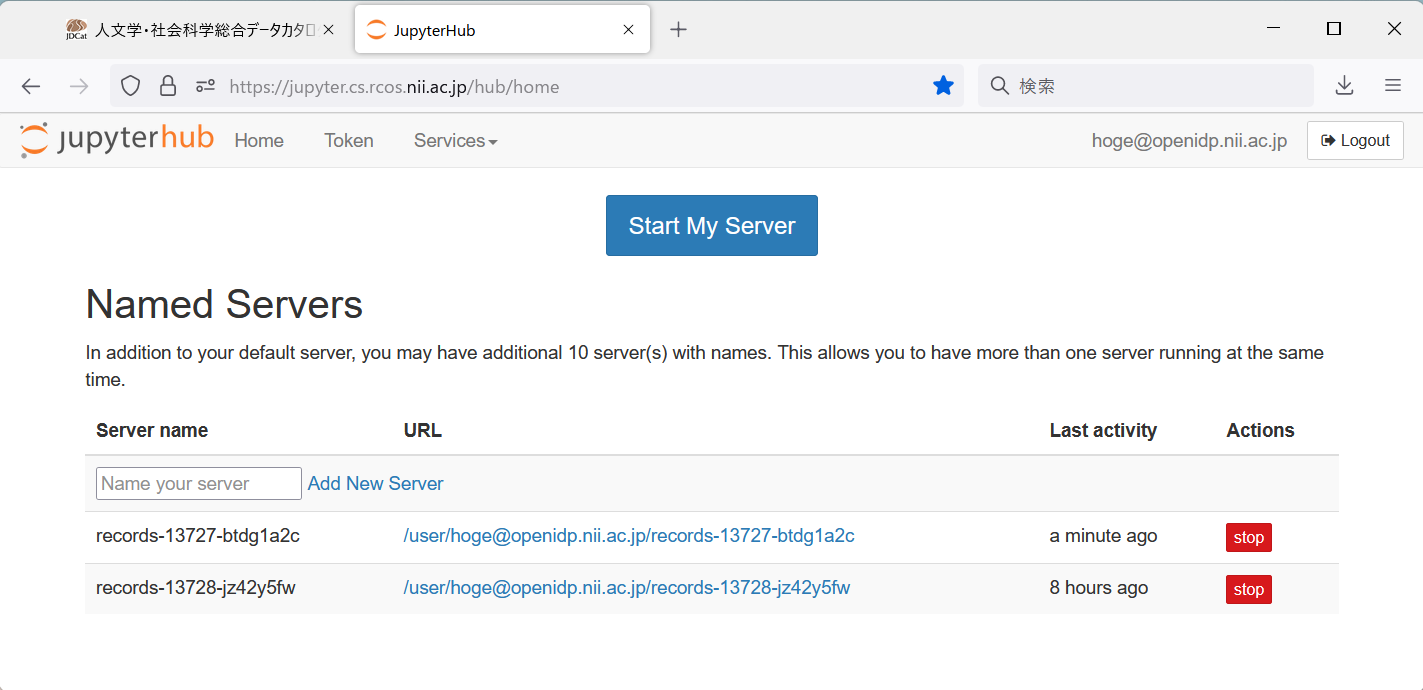 JDCat 人文学・社会科学総合データカタロ
JupyterHub
https://jupyter.cs.rcos.nii.ac.jp/hub/home
検索
jupyterhub Home Token Services hoge@openidp.nii.ac.jp Logout
Start My Server
Named Servers
In addition to your default server, you may have additional 10 server(s) with names. This allows you to have more than one server running at the same
time.
Server name URL Last activity Actions
Name your server Add New Server
records-13727-btdg1a2c /user/hoge@openidp.nii.ac.jp/records-13727-btdg1a2c a minute ago stop
records-13728-jz42y5fw /user/hoge@openidp.nii.ac.jp/records-13728-jz42y5fw 8 hours ago stop